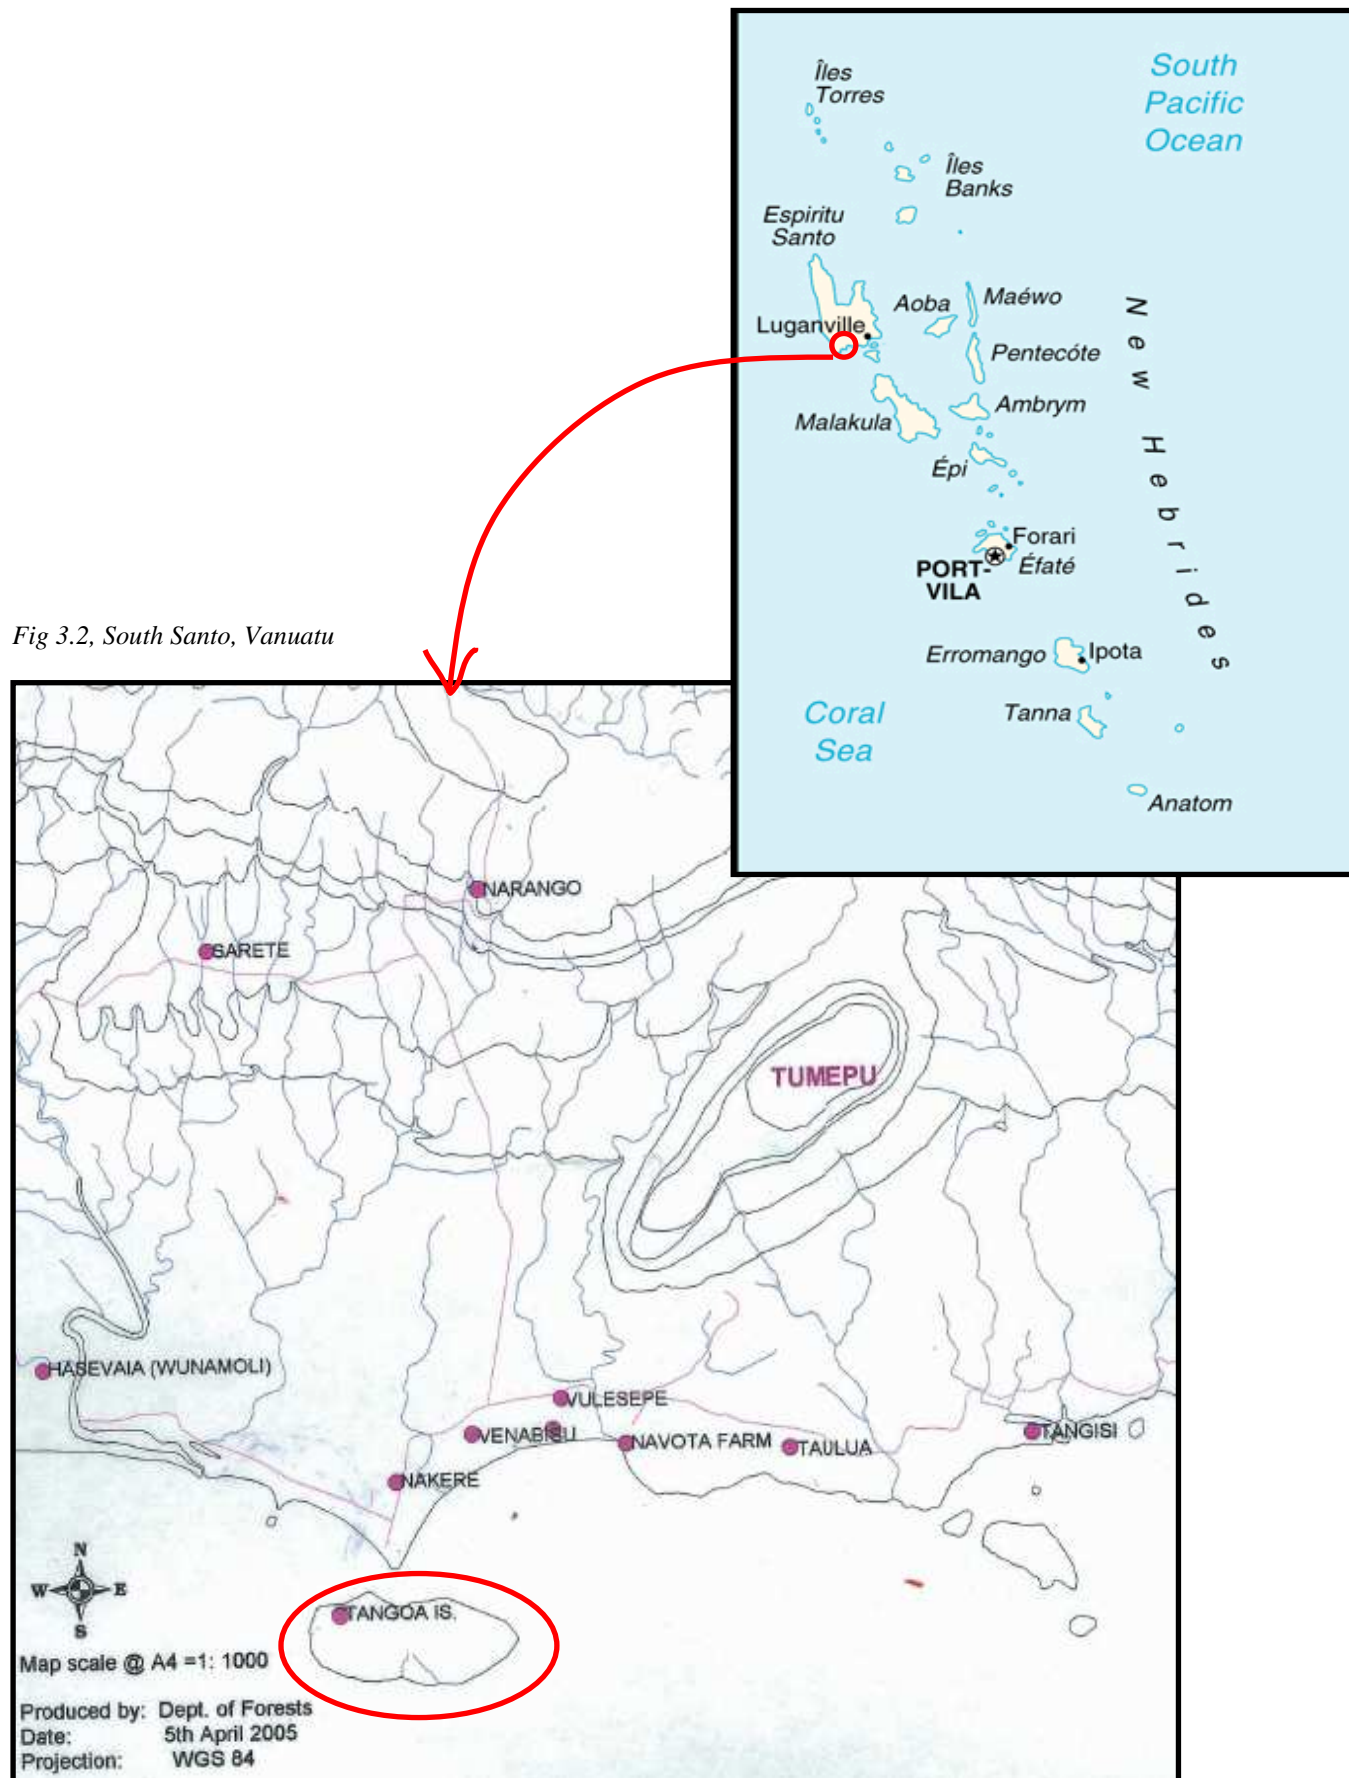 South
Pacific
Ocean
Îles
Torres
Îles
Banks
Espiritu
Santo
Aoba
Maéwo
Luganville
Pentecóte
Malakula
Ambrym
Épi
New Hebrides
Forari
PORT-
VILA
Éfaté
Erromango
Ipota
Coral
Sea
Tanna
Anatom
Fig 3.2, South Santo, Vanuatu
NARANGO
SARETE
TUMEPU
HASEVAIA (WUNAMOLI)
VULESEPE
VENABISU
NAVOTA FARM
TAULUA
TANGISI
NAKERE
N
W E
S
TANGOA IS.
Map scale @ A4 =1: 1000
Produced by: Dept. of Forests
Date: 5th April 2005
Projection: WGS 84